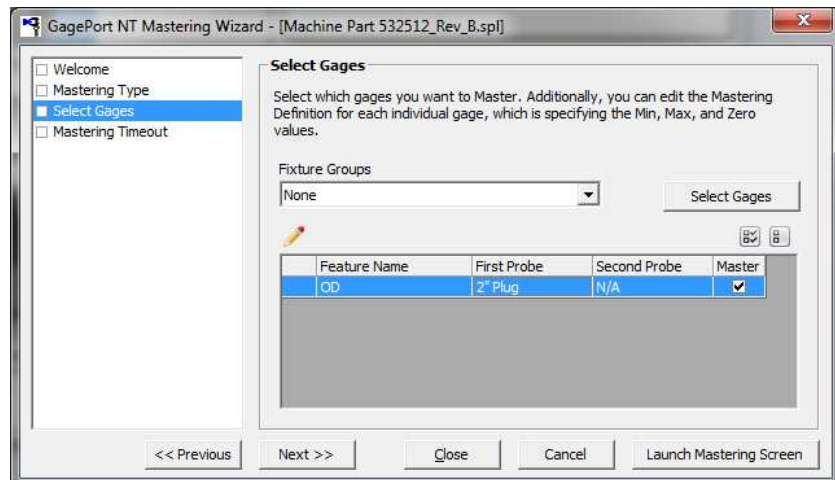 GagePort NT Mastering Wizard - [Machine Part 532512_Rev_B.spl]
Welcome
Mastering Type
Select Gages
Mastering Timeout
Select Gages
Select which gages you want to Master. Additionally, you can edit the Mastering
Definition for each individual gage, which is specifying the Min, Max, and Zero
values.
Fixture Groups
None
Select Gages
Feature Name First Probe Second Probe Master
OD 2" Plug N/A
<< Previous Next >> Close Cancel Launch Mastering Screen